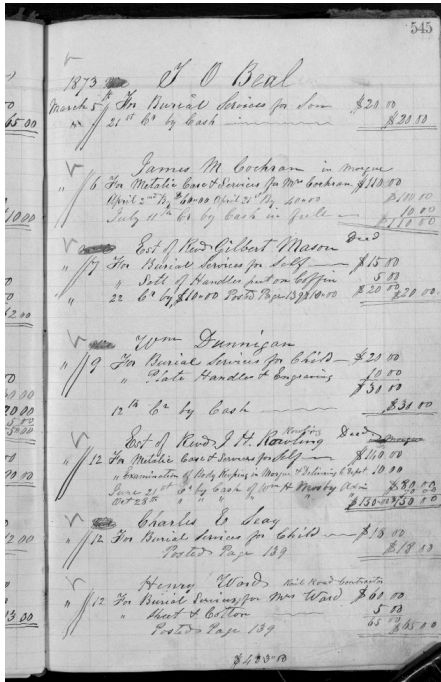 545
1873 J O Beal
March 5th For Burial Services for Son $20.00
" 21st Cr by Cash $20.00
James M Cochran in Morgue
" 6 For Metalic Case & Services for Mrs Cochran $110.00
April 2nd By $60.00 April 21st By 40.00 $100.00
July 11th Cr by Cash in full 10.00
$110.00
Est of Revd Gilbert Mason Decd
" 7 For Burial Services for Self $15.00
" Sett of Handles put on Coffin 5.00
22 Cr by $10.00 Posted Page 139 $10.00 $20.00 $20.00
Wm Dunnigan
" 9 For Burial Services for Child $20.00
" Plate Handles & Engraving 10.00
$30.00
12th Cr by Cash $30.00
Est of Revd J. H. Rowling Decd
" 12 For Metalic Case & Services for Self $140.00
" Examination of Body Keeping in Morgue & Delivering 10.00
June 21st Cr by Cash of Wm H Mosby Adm $80.00
Oct 28th " " " "
$150.00 $150.00
Charles E Seay
" 12 For Burial Services for Child $18.00
Posted Page 139 $18.00
Henry Ward Rail Road Contractor
" 12 For Burial Services for Mrs Ward $60.00
" Sheet & Cotton 5.00
Posted Page 139 65.00 $65.00
$423.00